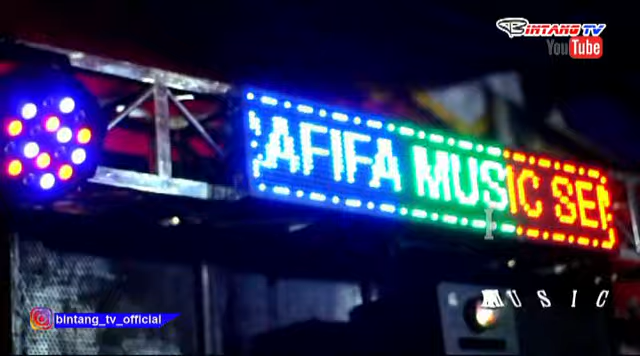 BINTANG TV
YouTube
AFIFA MUSIC SE
MUSIC
bintang_tv_official